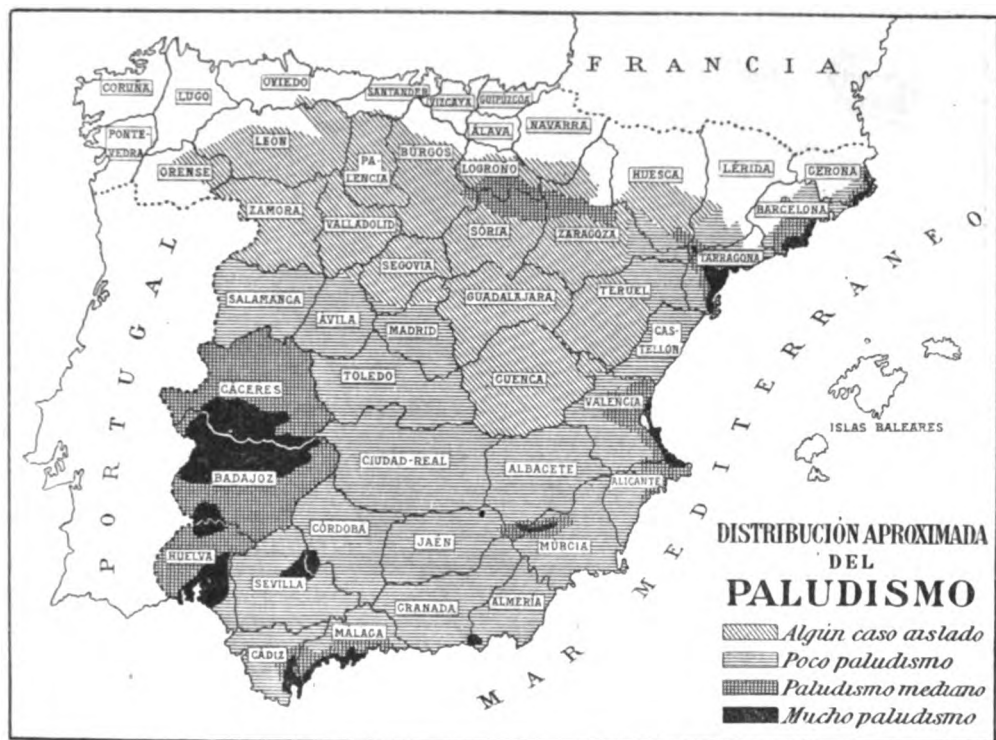 FRANCIA
CORUÑA
LUGO
OVIEDO
SANTANDER
VIZCAYA
GUIPÚZCOA
PONTE-
VEDRA
ORENSE
LEON
PA-
LENCIA
BURGOS
ÁLAVA
NAVARRA
LOGROÑO
HUESCA
LÉRIDA
GERONA
BARCELONA
ZAMORA
VALLADOLID
SÓRIA
ZARAGOZA
TARRAGONA
SEGOVIA
SALAMANCA
ÁVILA
MADRID
GUADALAJARA
TERUEL
CAS-
TELLÓN
CÁCERES
TOLEDO
CUENCA
VALENCIA
ISLAS BALEARES
BADAJOZ
CIUDAD-REAL
ALBACETE
ALICANTE
HUELVA
CÓRDOBA
JAÉN
MÚRCIA
SEVILLA
GRANADA
ALMERÍA
CÁDIZ
MALAGA
PORTUGAL
MAR MEDITERRÁNEO
DISTRIBUCIÓN APROXIMADA
DEL
PALUDISMO
Algún caso aislado
Poco paludismo
Paludismo mediano
Mucho paludismo